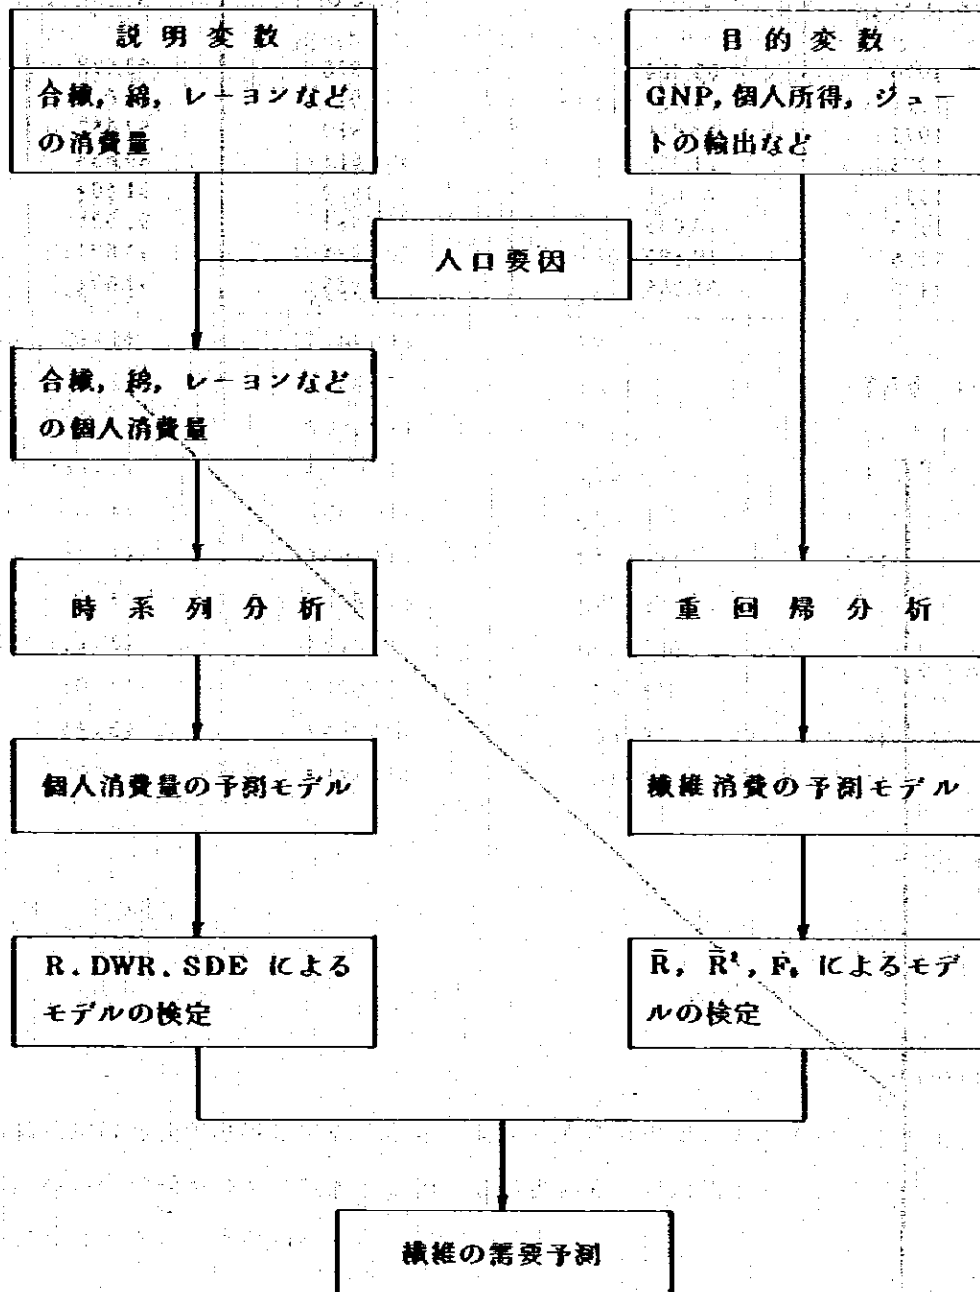 説明変数
合繊, 綿, レーヨンなど
の消費量
目的変数
GNP, 個人所得, ジュー
トの輸出など
人口要因
合繊, 綿, レーヨンなど
の個人消費量
時系列分析
重回帰分析
個人消費量の予測モデル
繊維消費の予測モデル
R. DWR. SDE による
モデルの検定
R̄, R̄², F₀ によるモデ
ルの検定
繊維の需要予測